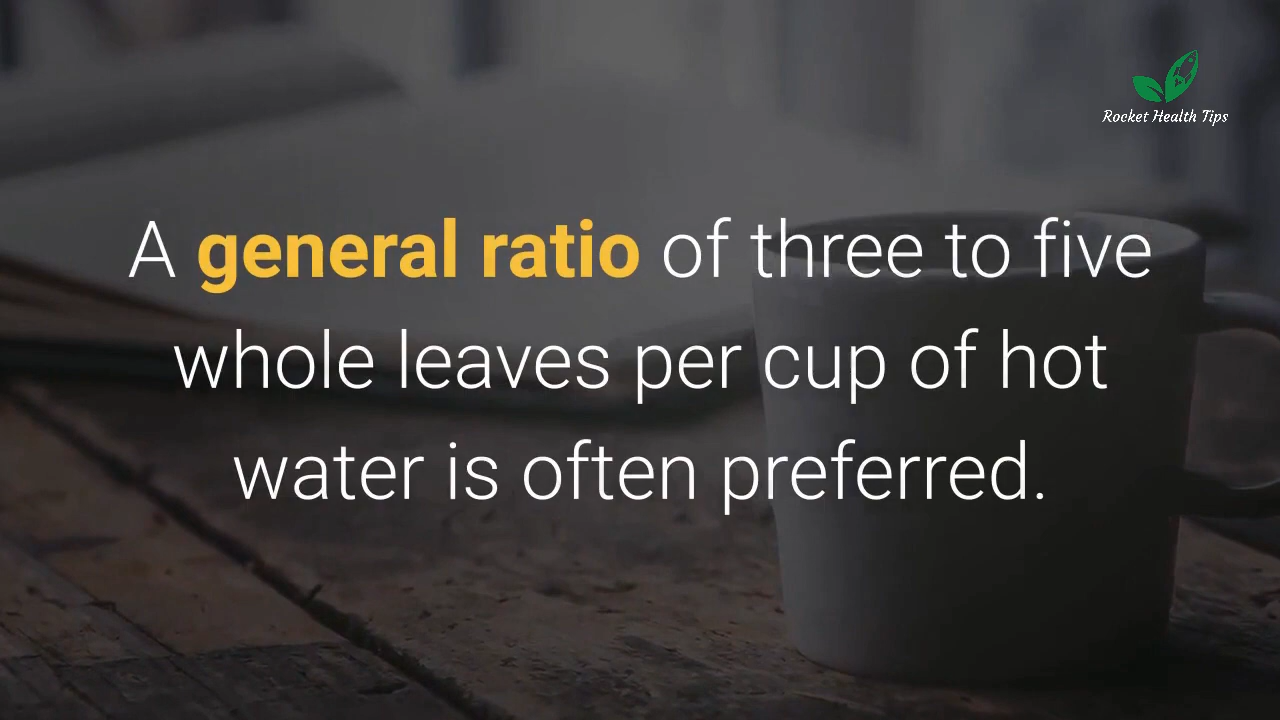 Rocket Health Tips
A general ratio of three to five
whole leaves per cup of hot
water is often preferred.